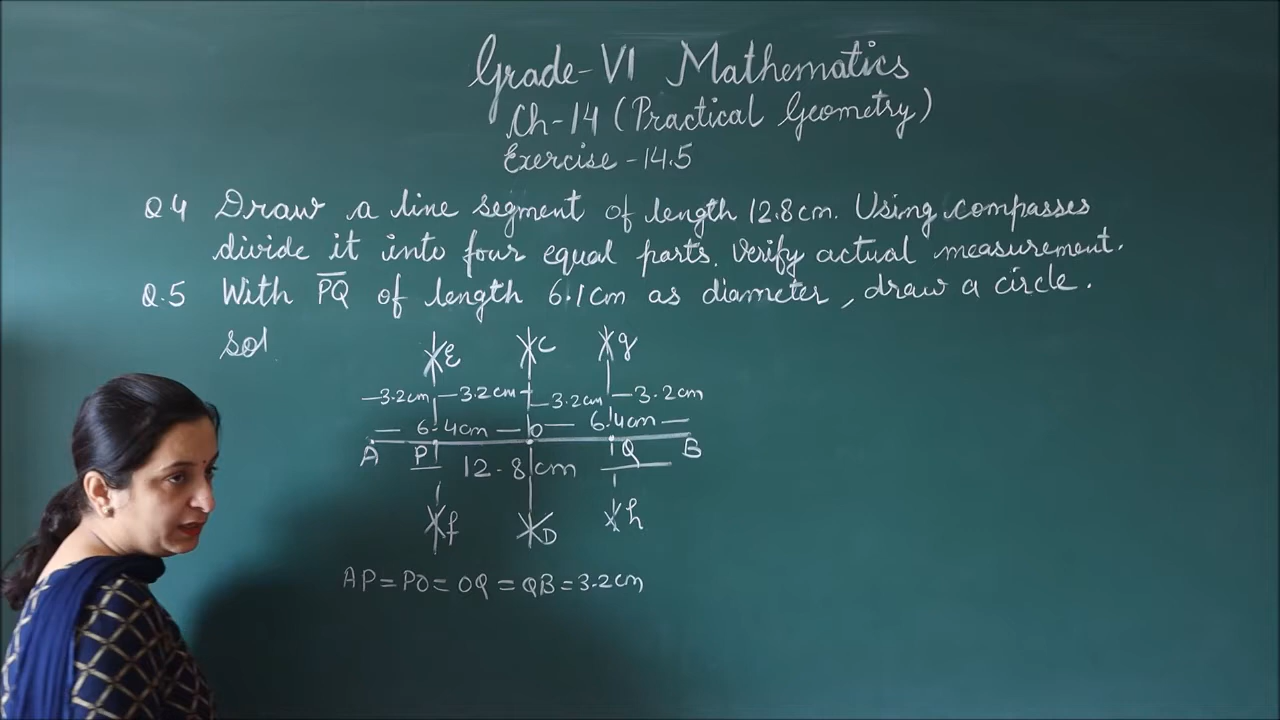 Grade-VI Mathematics
Ch-14 (Practical Geometry)
Exercise -14.5
Q4 Draw a line segment of length 12.8cm. Using compasses
divide it into four equal parts. Verify actual measurement.
Q.5 With PQ of length 6.1cm as diameter, draw a circle.
Sol.
E C g
3.2cm 3.2cm 3.2cm 3.2cm
6.4cm O 6.4cm
A P Q B
12.8cm
f D h
AP=PO=OQ=QB=3.2cm